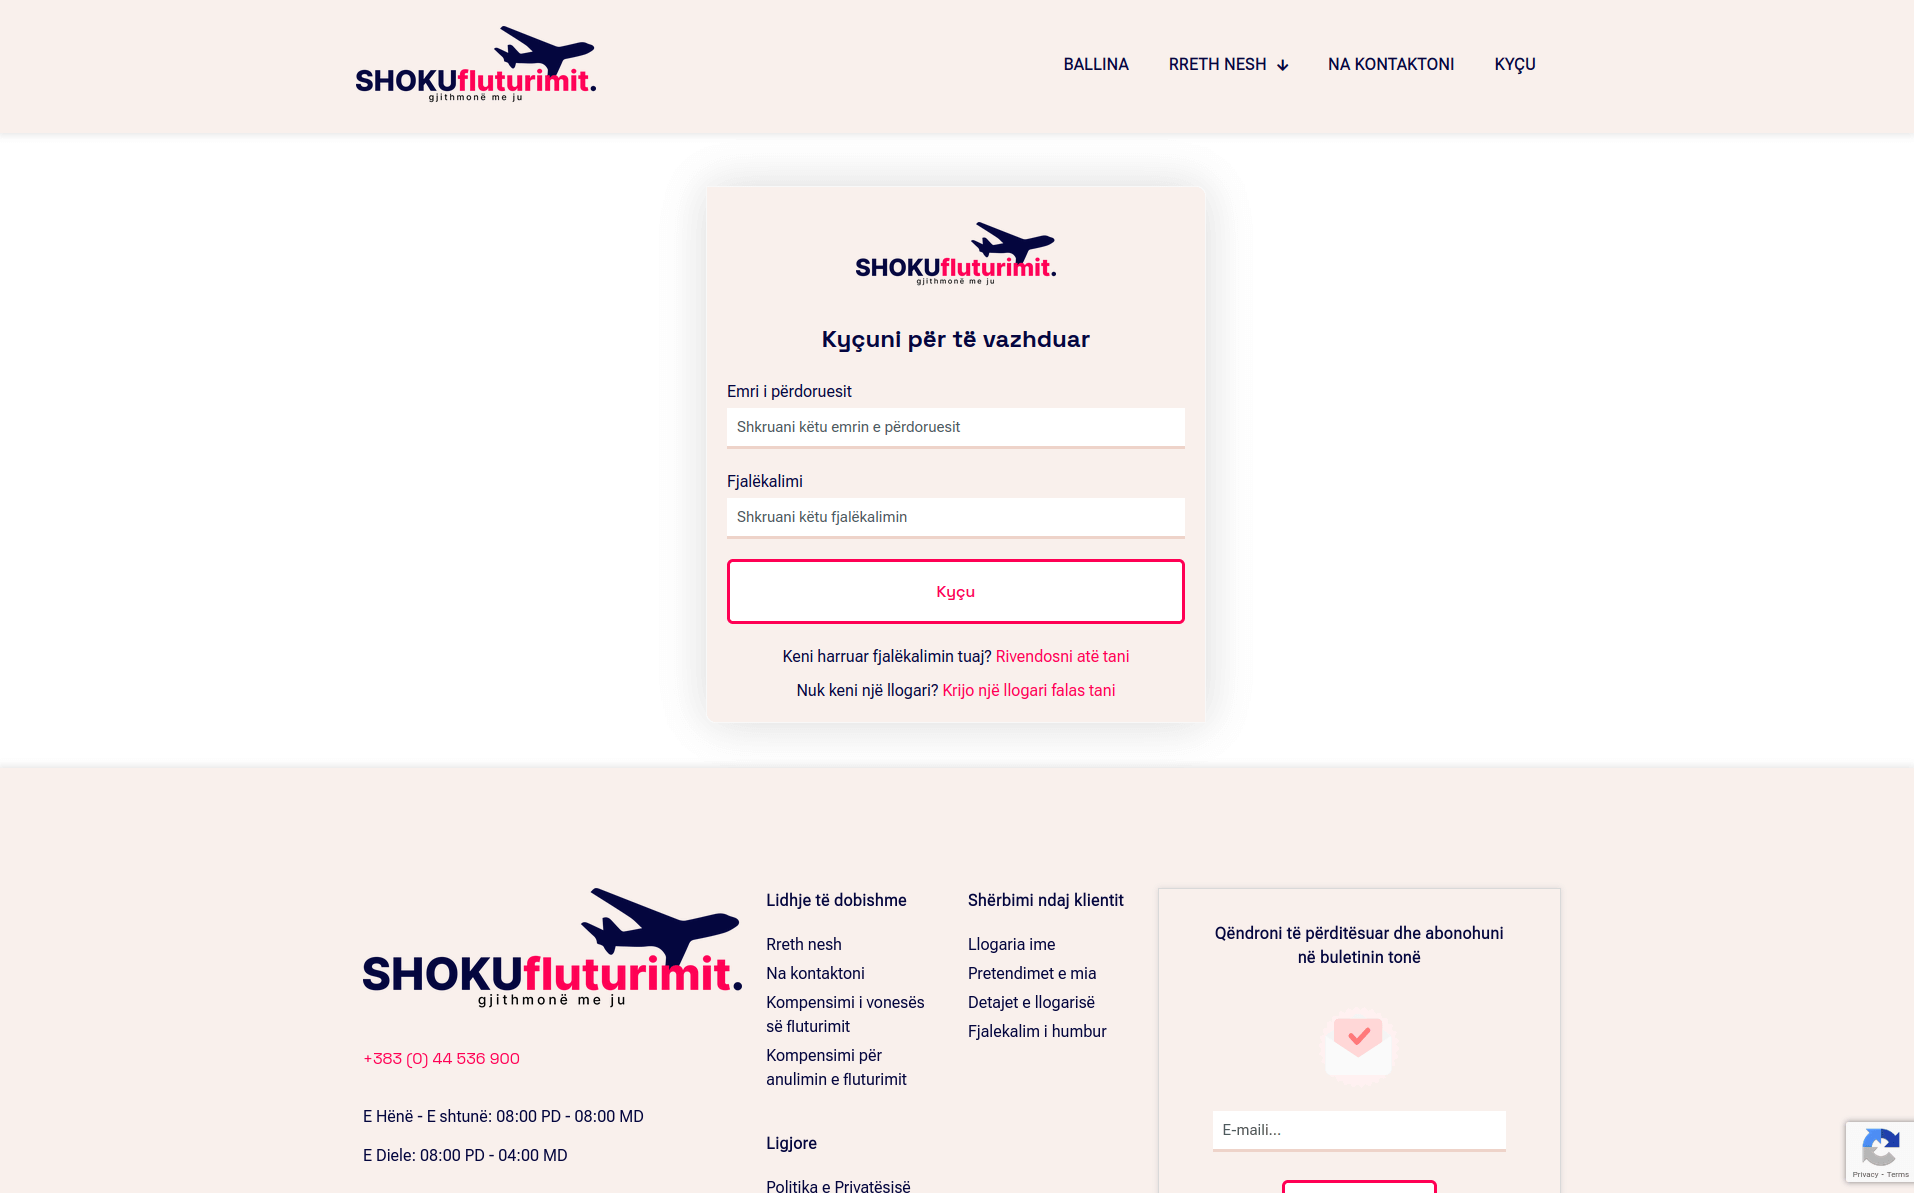 SHOKUfluturimit.
gjithmonë me ju
BALLINA
RRETH NESH
NA KONTAKTONI
KYÇU
SHOKUfluturimit.
gjithmonë me ju
Kyçuni për të vazhduar
Emri i përdoruesit
Shkruani këtu emrin e përdoruesit
Fjalëkalimi
Shkruani këtu fjalëkalimin
Kyçu
Keni harruar fjalëkalimin tuaj? Rivendosni atë tani
Nuk keni një llogari? Krijo një llogari falas tani
SHOKUfluturimit.
gjithmonë me ju
+383 (0) 44 536 900
E Hënë - E shtunë: 08:00 PD - 08:00 MD
E Diele: 08:00 PD - 04:00 MD
Lidhje të dobishme
Rreth nesh
Na kontaktoni
Kompensimi i vonesës
së fluturimit
Kompensimi për
anulimin e fluturimit
Ligjore
Politika e Privatësisë
Shërbimi ndaj klientit
Llogaria ime
Pretendimet e mia
Detajet e llogarisë
Fjalekalim i humbur
Qëndroni të përditësuar dhe abonohuni
në buletinin tonë
E-maili...
Privacy - Terms